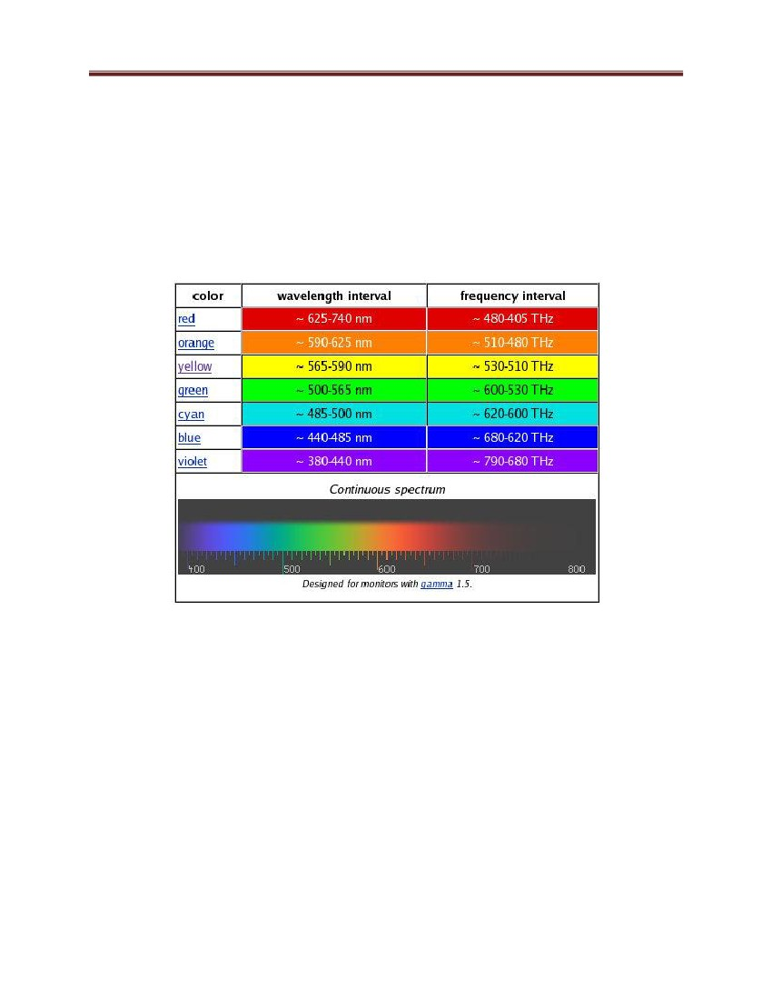 color wavelength interval frequency interval
red ~ 625-740 nm ~ 480-405 THz
orange ~ 590-625 nm ~ 510-480 THz
yellow ~ 565-590 nm ~ 530-510 THz
green ~ 500-565 nm ~ 600-530 THz
cyan ~ 485-500 nm ~ 620-600 THz
blue ~ 440-485 nm ~ 680-620 THz
violet ~ 380-440 nm ~ 790-680 THz
Continuous spectrum
400 500 600 700 800
Designed for monitors with gamma 1.5.